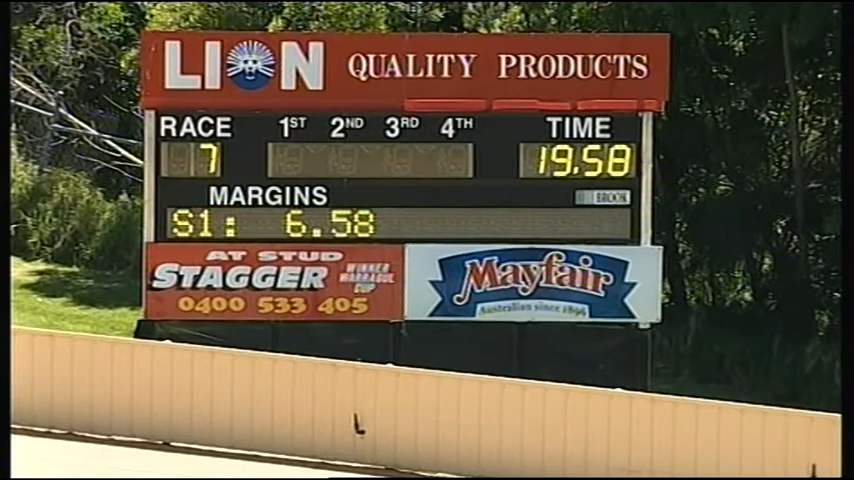 LION QUALITY PRODUCTS
RACE 1ST 2ND 3RD 4TH TIME
7 19.58
MARGINS
BROOK
S1: 6.58
AT STUD
STAGGER WINNER WARRAGUL CUP
0400 533 405
Mayfair
Australian since 1896
L